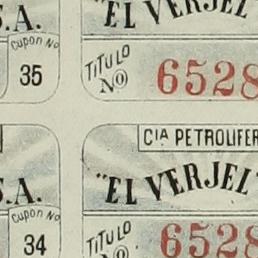 S.A.
"EL VERJEL"
Cupon No
35
TITULO
No
6528
CIA PETROLIFER
S.A.
"EL VERJEL"
Cupon No
34
TITULO
No
6528